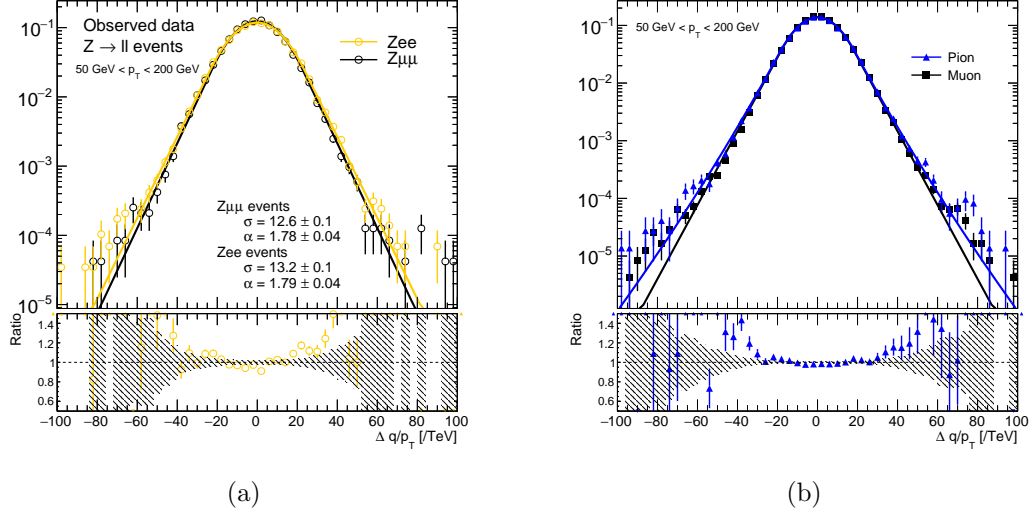 Observed data
Z → ll events
50 GeV < p_T < 200 GeV
Zee
Zμμ
Zμμ events
σ = 12.6 ± 0.1
α = 1.78 ± 0.04
Zee events
σ = 13.2 ± 0.1
α = 1.79 ± 0.04
10⁻¹
10⁻²
10⁻³
10⁻⁴
10⁻⁵
Ratio
1.4
1.2
1
0.8
0.6
−100 −80 −60 −40 −20 0 20 40 60 80 100
Δ q/p_T [/TeV]
(a)
50 GeV < p_T < 200 GeV
Pion
Muon
10⁻¹
10⁻²
10⁻³
10⁻⁴
10⁻⁵
Ratio
1.4
1.2
1
0.8
0.6
−100 −80 −60 −40 −20 0 20 40 60 80 100
Δ q/p_T [/TeV]
(b)